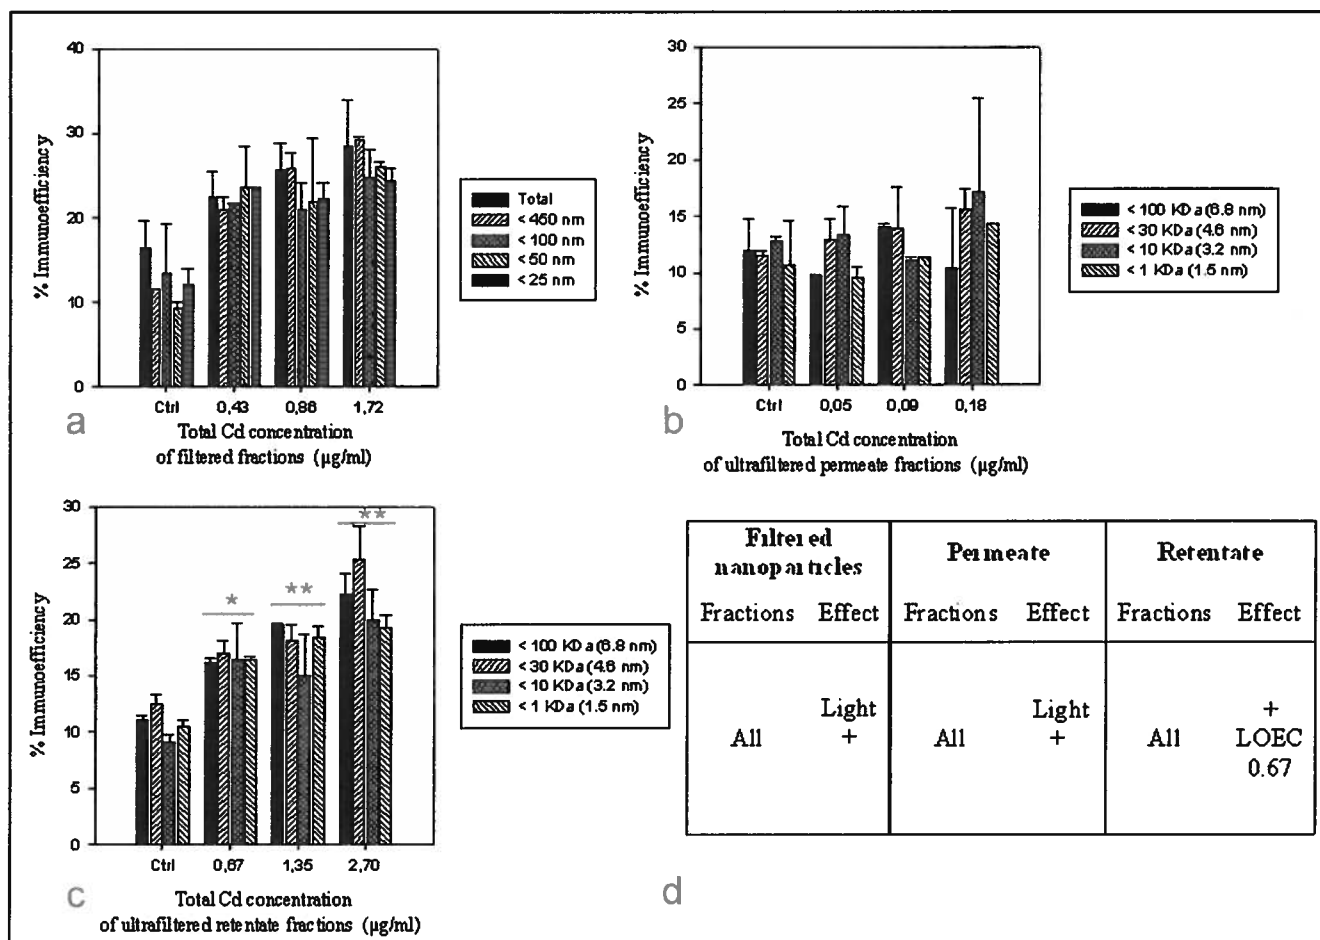 40
30
20
10
0
% Immunoefficiency
Ctrl 0,43 0,86 1,72
a
Total Cd concentration
of filtered fractions (µg/ml)
Total
< 450 nm
< 100 nm
< 50 nm
< 25 nm
30
25
20
15
10
5
0
% Immunoefficiency
Ctrl 0,05 0,09 0,18
b
Total Cd concentration
of ultrafiltered permeate fractions (µg/ml)
< 100 KDa (6.8 nm)
< 30 KDa (4.6 nm)
< 10 KDa (3.2 nm)
< 1 KDa (1.5 nm)
30
25
20
15
10
5
0
% Immunoefficiency
*
**
**
Ctrl 0,67 1,35 2,70
c
Total Cd concentration
of ultrafiltered retentate fractions (µg/ml)
< 100 KDa (6.8 nm)
< 30 KDa (4.6 nm)
< 10 KDa (3.2 nm)
< 1 KDa (1.5 nm)
Filtered nanoparticles Permeate Retentate
Fractions Effect Fractions Effect Fractions Effect
All Light + All Light + All + LOEC 0.67
d